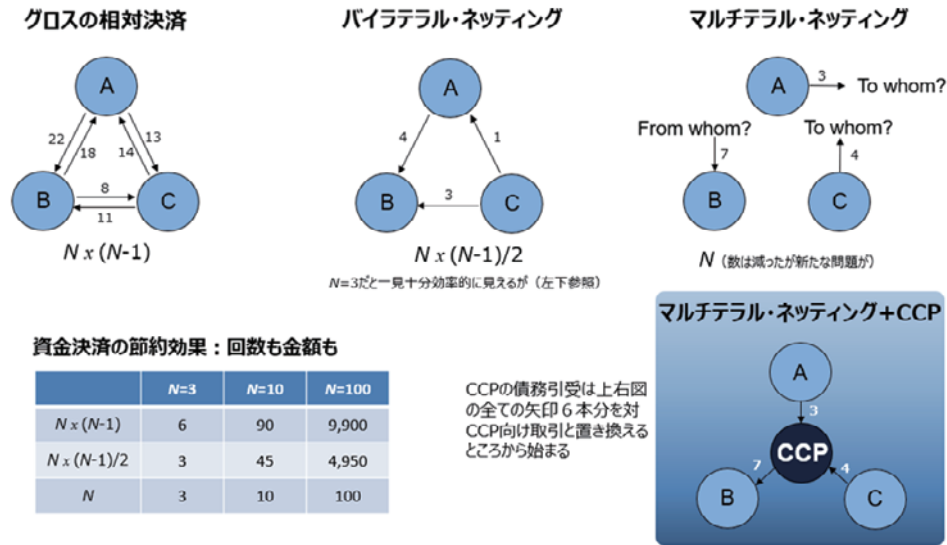 グロスの相対決済
A
22
18
14
13
B
8
11
C
N x (N-1)
バイラテラル・ネッティング
A
4
1
B
3
C
N x (N-1)/2
N=3だと一見十分効率的に見えるが（左下参照）
マルチテラル・ネッティング
A
3
To whom?
From whom?
To whom?
7
4
B
C
N（数は減ったが新たな問題が）
資金決済の節約効果：回数も金額も
N=3 N=10 N=100
N x (N-1) 6 90 9,900
N x (N-1)/2 3 45 4,950
N 3 10 100
CCPの債務引受は上右図
の全ての矢印６本分を対
CCP向け取引と置き換える
ところから始まる
マルチテラル・ネッティング+CCP
A
3
CCP
7
4
B
C